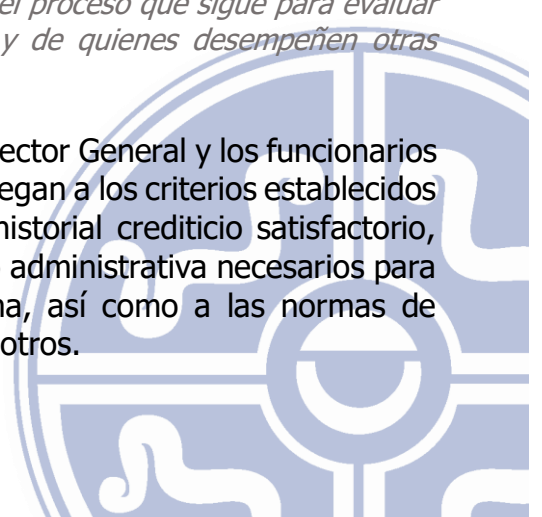 el proceso que sigue para evaluar
y de quienes desempeñen otras
ector General y los funcionarios
egan a los criterios establecidos
historial crediticio satisfactorio,
administrativa necesarios para
na, así como a las normas de
otros.